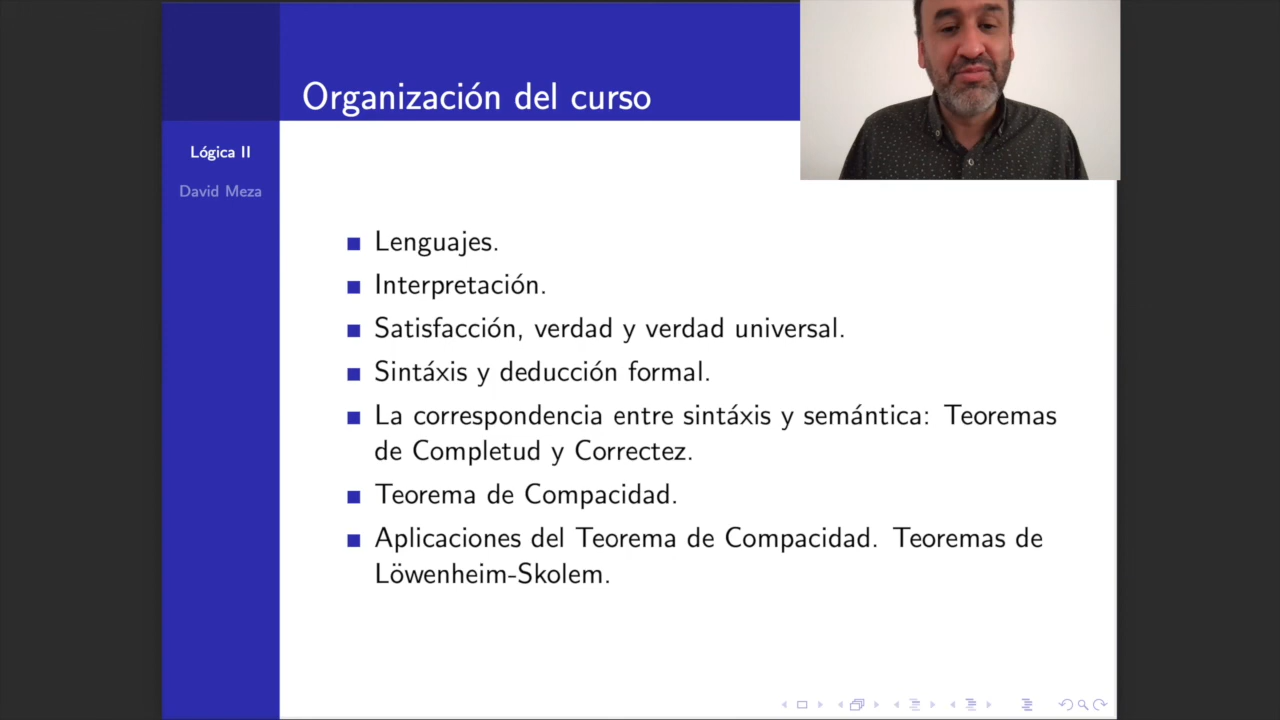 Organización del curso
Lógica II
David Meza
Lenguajes.
Interpretación.
Satisfacción, verdad y verdad universal.
Sintáxis y deducción formal.
La correspondencia entre sintáxis y semántica: Teoremas
de Completud y Correctez.
Teorema de Compacidad.
Aplicaciones del Teorema de Compacidad. Teoremas de
Löwenheim-Skolem.